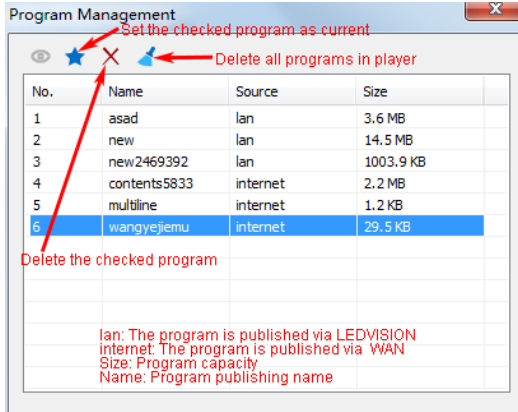 Program Management
Set the checked program as current
Delete all programs in player
No. Name Source Size
1 asad lan 3.6 MB
2 new lan 14.5 MB
3 new2469392 lan 1003.9 KB
4 contents5833 internet 2.2 MB
5 multiline internet 1.2 KB
6 wangyejiemu internet 29.5 KB
Delete the checked program
lan: The program is published via LEDVISION
internet: The program is published via WAN
Size: Program capacity
Name: Program publishing name